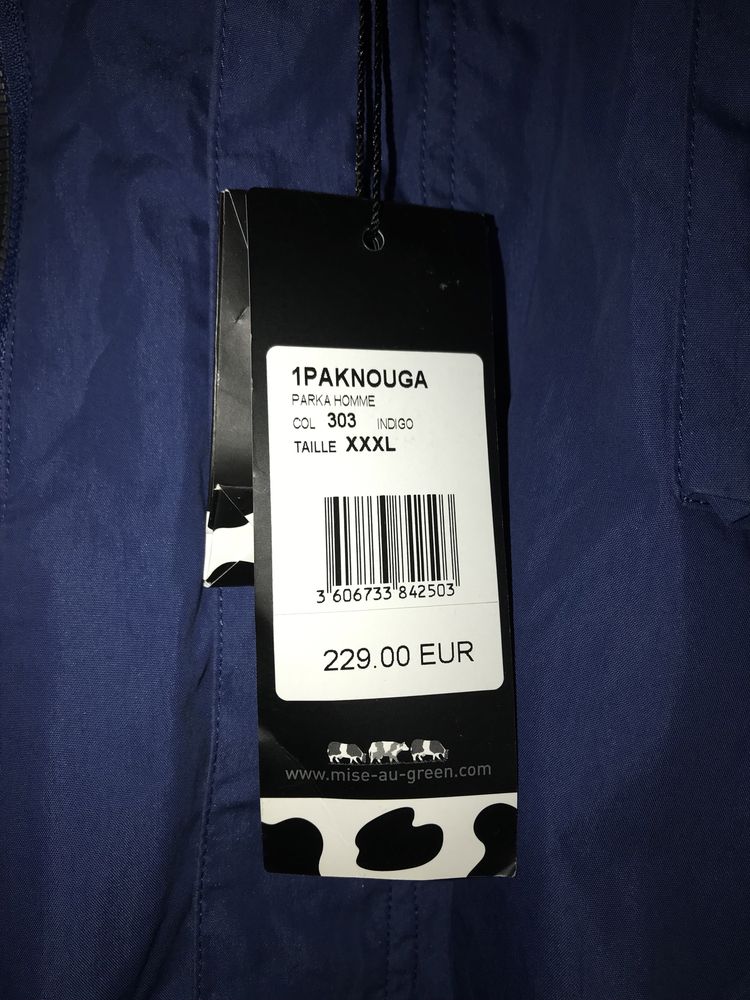 1PAKNOUGA
PARKA HOMME
COL 303 INDIGO
TAILLE XXXL
3 606733 842503
229.00 EUR
www.mise-au-green.com